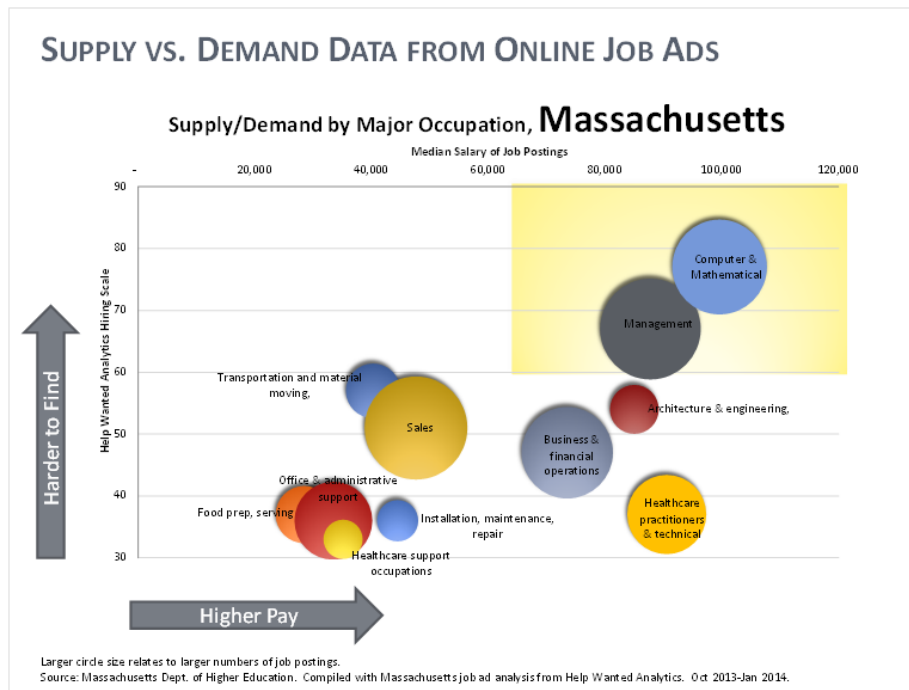 SUPPLY VS. DEMAND DATA FROM ONLINE JOB ADS
Supply/Demand by Major Occupation, Massachusetts
Median Salary of Job Postings
- 20,000 40,000 60,000 80,000 100,000 120,000
Help Wanted Analytics Hiring Scale
90
80
70
60
50
40
30
Harder to Find
Computer &
Mathematical
Management
Transportation and material
moving,
Architecture & engineering,
Sales
Business &
financial
operations
Office & administrative
support
Food prep, serving
Installation, maintenance,
repair
Healthcare
practitioners
& technical
Healthcare support
occupations
Higher Pay
Larger circle size relates to larger numbers of job postings.
Source: Massachusetts Dept. of Higher Education. Compiled with Massachusetts job ad analysis from Help Wanted Analytics. Oct 2013-Jan 2014.